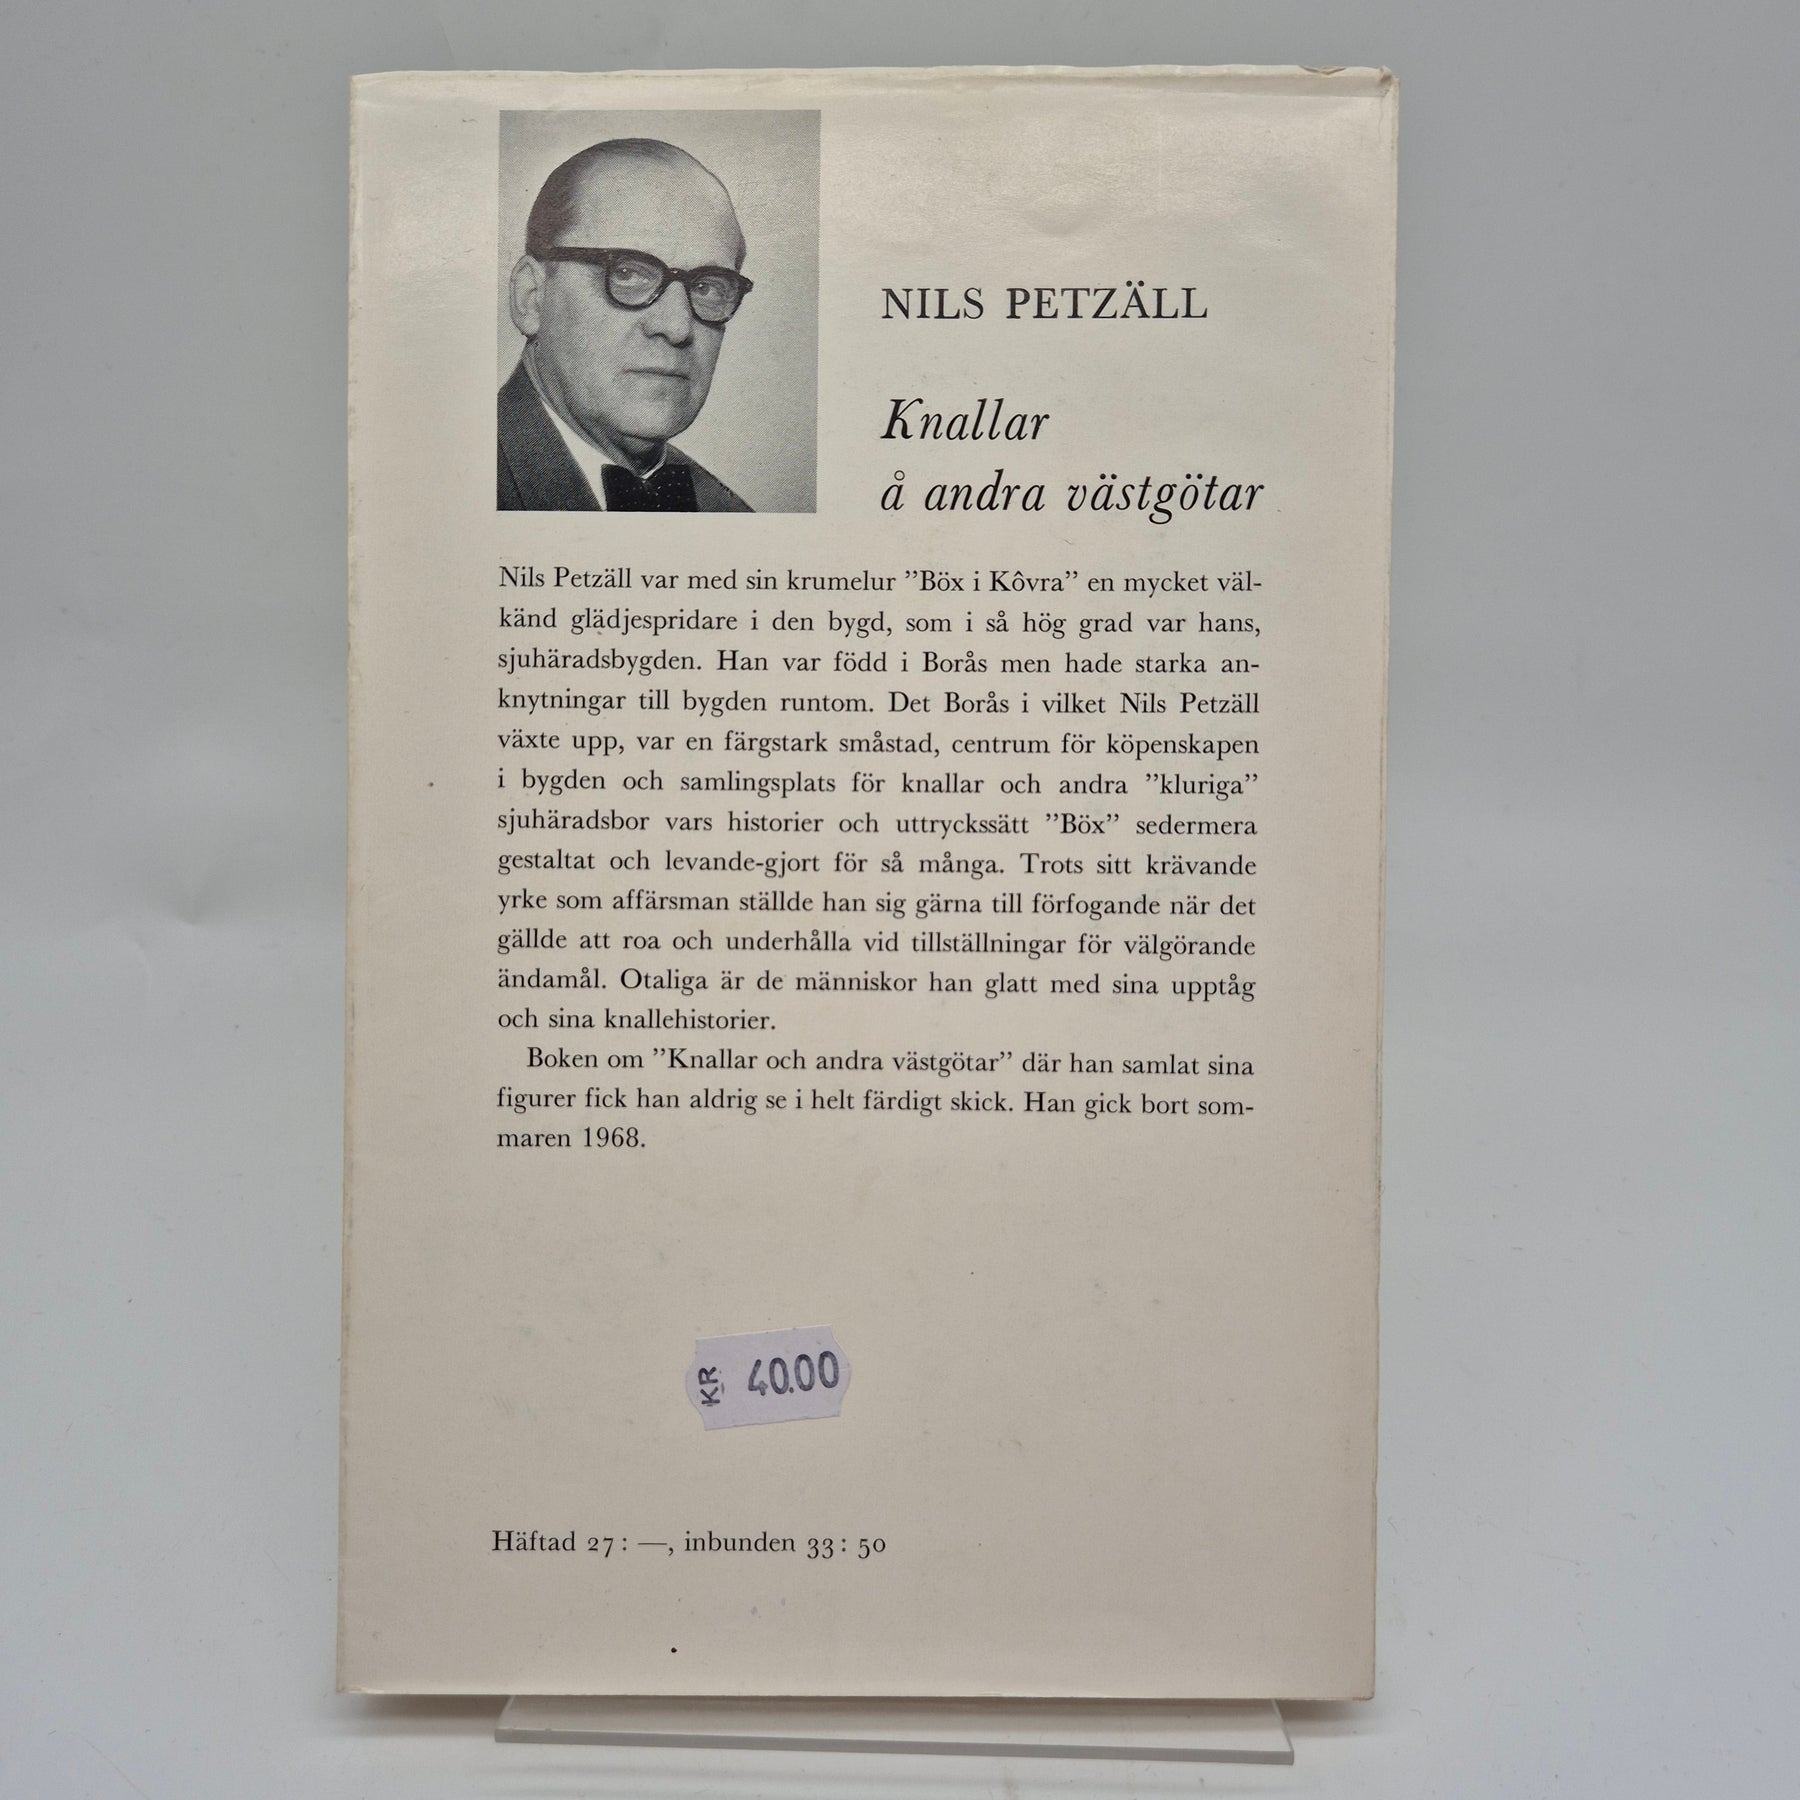 NILS PETZÄLL
Knallar
å andra västgötar
Nils Petzäll var med sin krumelur ”Böx i Kôvra” en mycket väl-
känd glädjespridare i den bygd, som i så hög grad var hans,
sjuhäradsbygden. Han var född i Borås men hade starka an-
knytningar till bygden runtom. Det Borås i vilket Nils Petzäll
växte upp, var en färgstark småstad, centrum för köpenskapen
i bygden och samlingsplats för knallar och andra ”kluriga”
sjuhäradsbor vars historier och uttryckssätt ”Böx” sedermera
gestaltat och levande-gjort för så många. Trots sitt krävande
yrke som affärsman ställde han sig gärna till förfogande när det
gällde att roa och underhålla vid tillställningar för välgörande
ändamål. Otaliga är de människor han glatt med sina upptåg
och sina knallehistorier.
Boken om ”Knallar och andra västgötar” där han samlat sina
figurer fick han aldrig se i helt färdigt skick. Han gick bort som-
maren 1968.
KR 40.00
Häftad 27: —, inbunden 33: 50